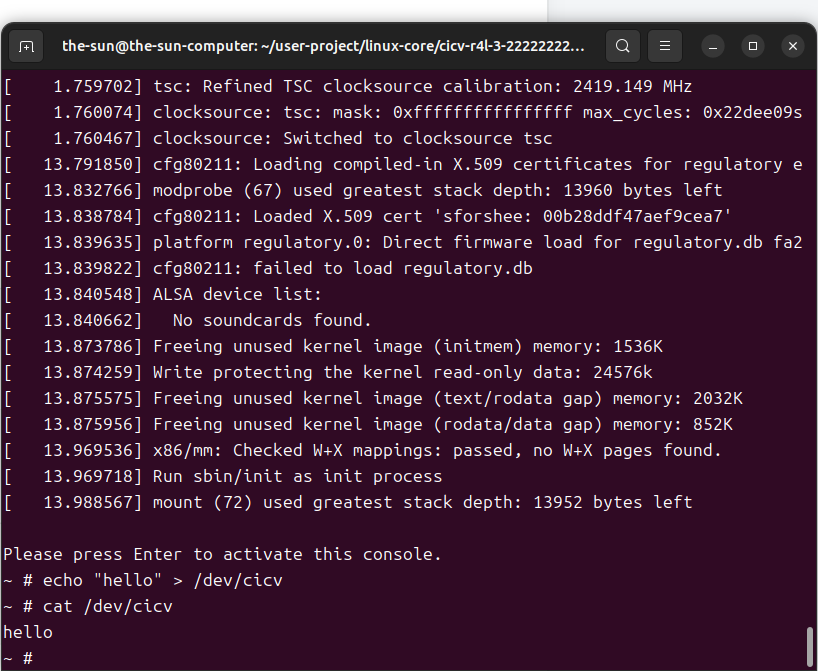 the-sun@the-sun-computer: ~/user-project/linux-core/cicv-r4l-3-22222222...
[    1.759702] tsc: Refined TSC clocksource calibration: 2419.149 MHz
[    1.760074] clocksource: tsc: mask: 0xffffffffffffffff max_cycles: 0x22dee09s
[    1.760467] clocksource: Switched to clocksource tsc
[   13.791850] cfg80211: Loading compiled-in X.509 certificates for regulatory e
[   13.832766] modprobe (67) used greatest stack depth: 13960 bytes left
[   13.838784] cfg80211: Loaded X.509 cert 'sforshee: 00b28ddf47aef9cea7'
[   13.839635] platform regulatory.0: Direct firmware load for regulatory.db fa2
[   13.839822] cfg80211: failed to load regulatory.db
[   13.840548] ALSA device list:
[   13.840662]   No soundcards found.
[   13.873786] Freeing unused kernel image (initmem) memory: 1536K
[   13.874259] Write protecting the kernel read-only data: 24576k
[   13.875575] Freeing unused kernel image (text/rodata gap) memory: 2032K
[   13.875956] Freeing unused kernel image (rodata/data gap) memory: 852K
[   13.969536] x86/mm: Checked W+X mappings: passed, no W+X pages found.
[   13.969718] Run sbin/init as init process
[   13.988567] mount (72) used greatest stack depth: 13952 bytes left
Please press Enter to activate this console.
~ # echo "hello" > /dev/cicv
~ # cat /dev/cicv
hello
~ #